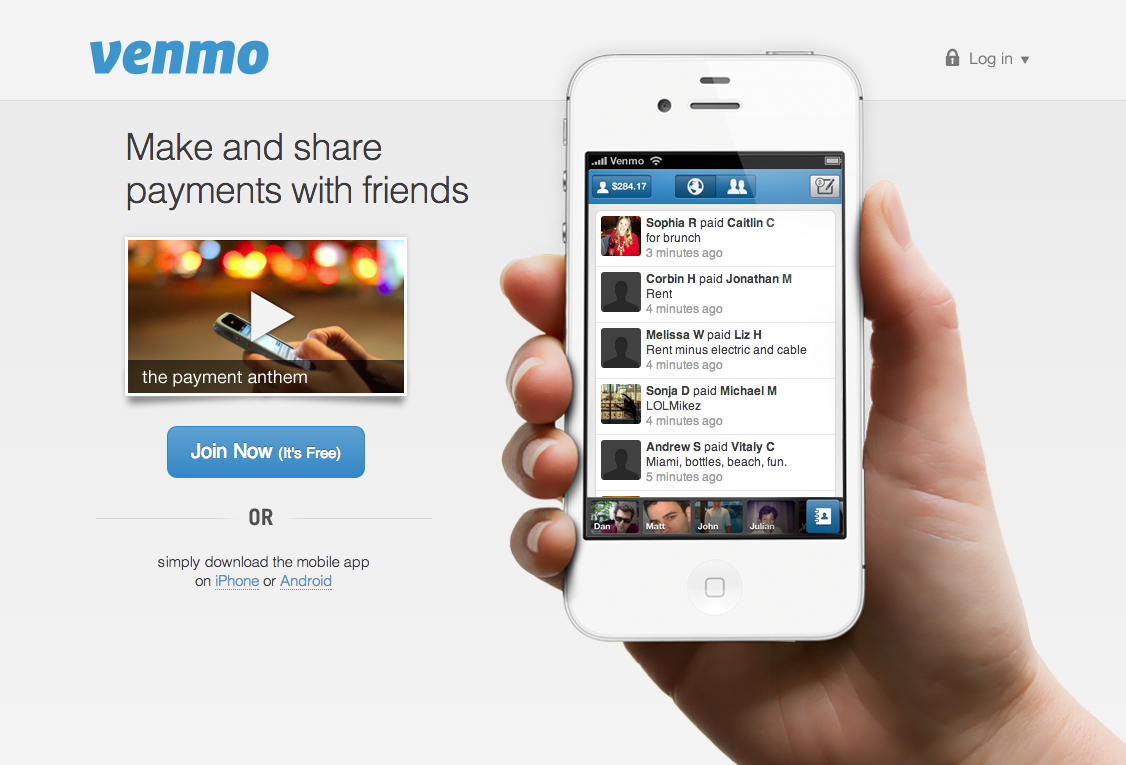 venmo
Log in ▼
Make and share
payments with friends
the payment anthem
Join Now (It's Free)
OR
simply download the mobile app
on iPhone or Android
Venmo
$284.17
Sophia R paid Caitlin C
for brunch
3 minutes ago
Corbin H paid Jonathan M
Rent
4 minutes ago
Melissa W paid Liz H
Rent minus electric and cable
4 minutes ago
Sonja D paid Michael M
LOLMikez
4 minutes ago
Andrew S paid Vitaly C
Miami, bottles, beach, fun.
5 minutes ago
Dan Matt John Julian